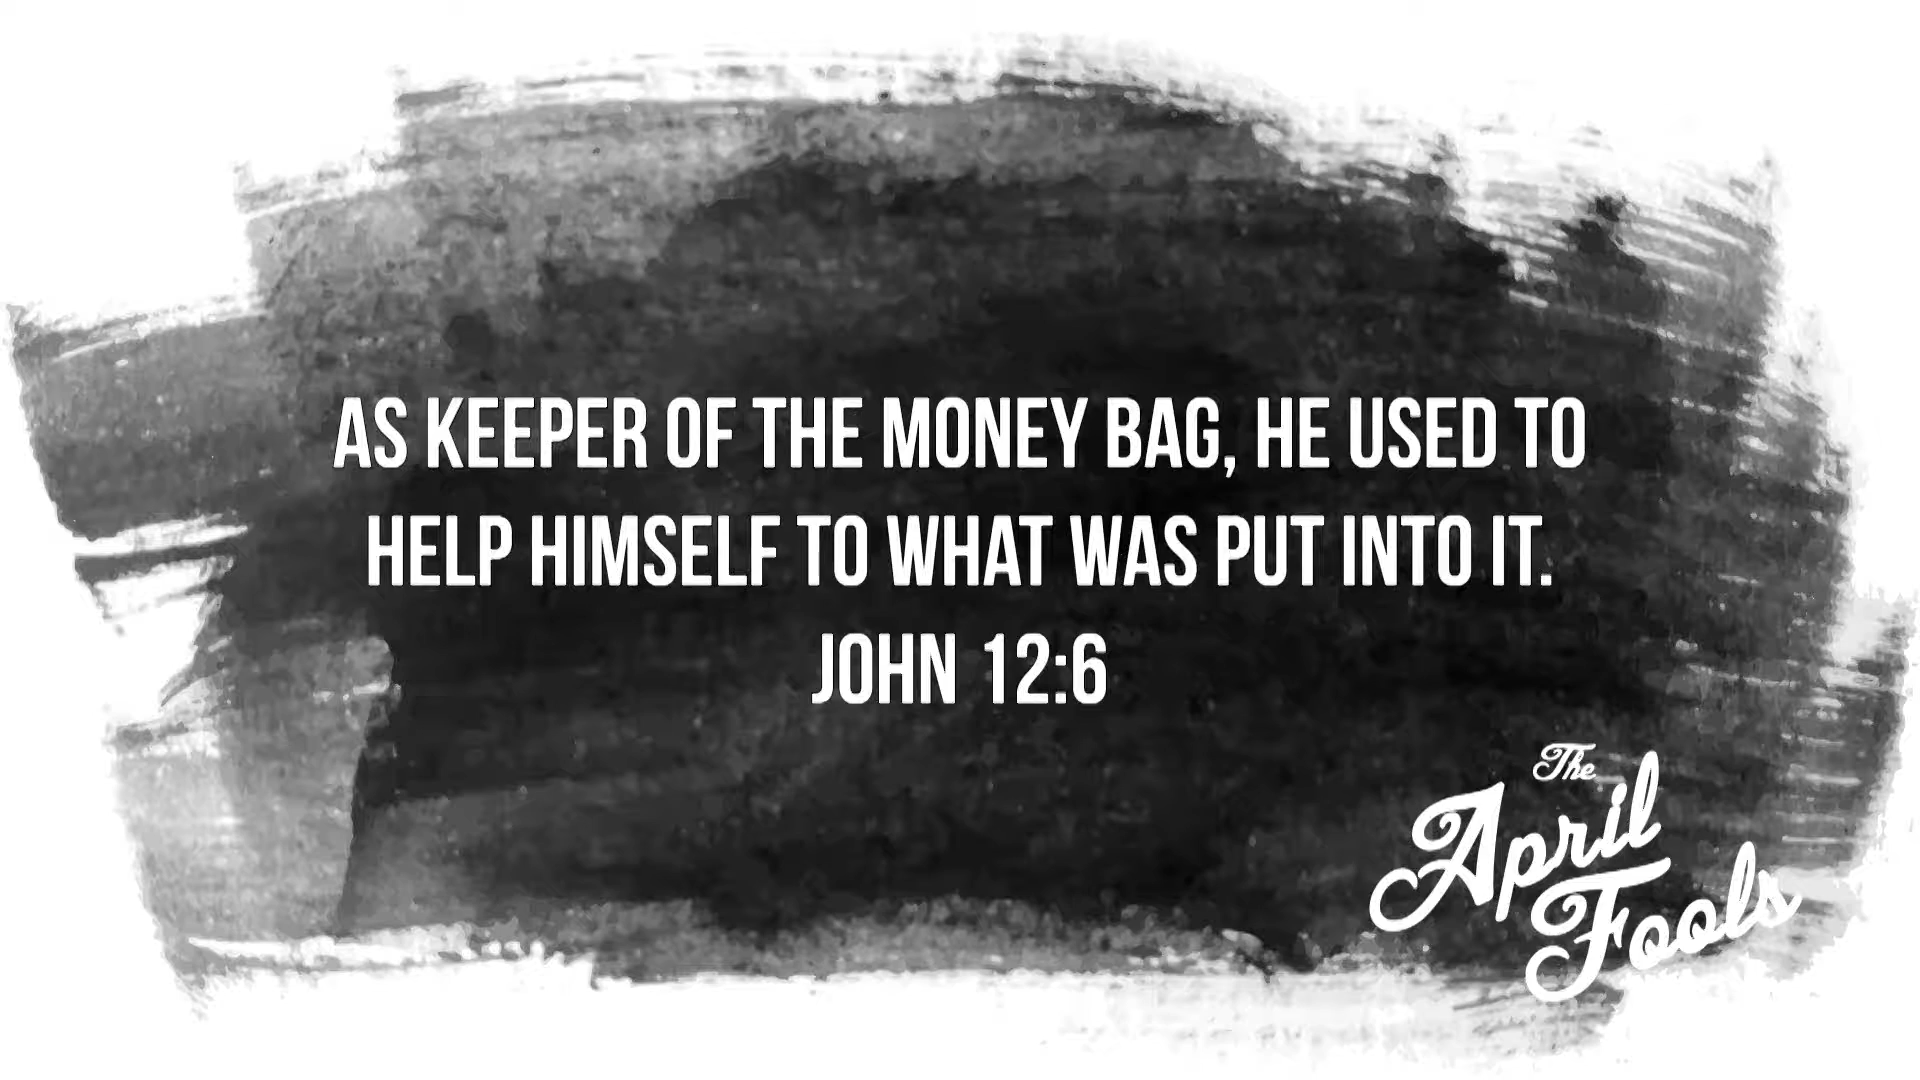 AS KEEPER OF THE MONEY BAG, HE USED TO
HELP HIMSELF TO WHAT WAS PUT INTO IT.
JOHN 12:6
The
April
Fools